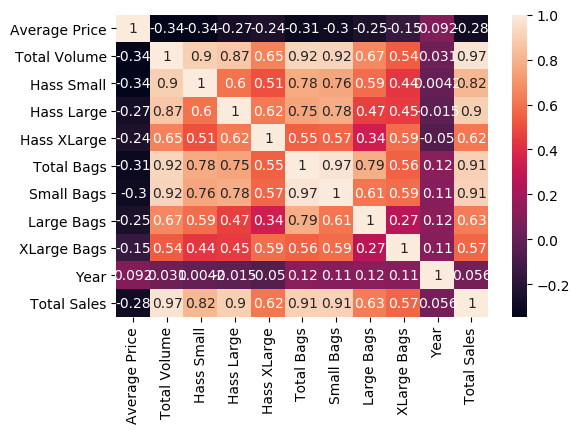 Average Price 1 -0.34 -0.34 -0.27 -0.24 -0.31 -0.3 -0.25 -0.15 0.092 -0.28
Total Volume -0.34 1 0.9 0.87 0.65 0.92 0.92 0.67 0.54 0.031 0.97
Hass Small -0.34 0.9 1 0.6 0.51 0.78 0.76 0.59 0.44 0.0042 0.82
Hass Large -0.27 0.87 0.6 1 0.62 0.75 0.78 0.47 0.45 -0.015 0.9
Hass XLarge -0.24 0.65 0.51 0.62 1 0.55 0.57 0.34 0.59 -0.05 0.62
Total Bags -0.31 0.92 0.78 0.75 0.55 1 0.97 0.79 0.56 0.12 0.91
Small Bags -0.3 0.92 0.76 0.78 0.57 0.97 1 0.61 0.59 0.11 0.91
Large Bags -0.25 0.67 0.59 0.47 0.34 0.79 0.61 1 0.27 0.12 0.63
XLarge Bags -0.15 0.54 0.44 0.45 0.59 0.56 0.59 0.27 1 0.11 0.57
Year 0.092 0.031 0.0042 -0.015 -0.05 0.12 0.11 0.12 0.11 1 0.056
Total Sales -0.28 0.97 0.82 0.9 0.62 0.91 0.91 0.63 0.57 0.056 1
Average Price
Total Volume
Hass Small
Hass Large
Hass XLarge
Total Bags
Small Bags
Large Bags
XLarge Bags
Year
Total Sales
1.0
0.8
0.6
0.4
0.2
0.0
−0.2